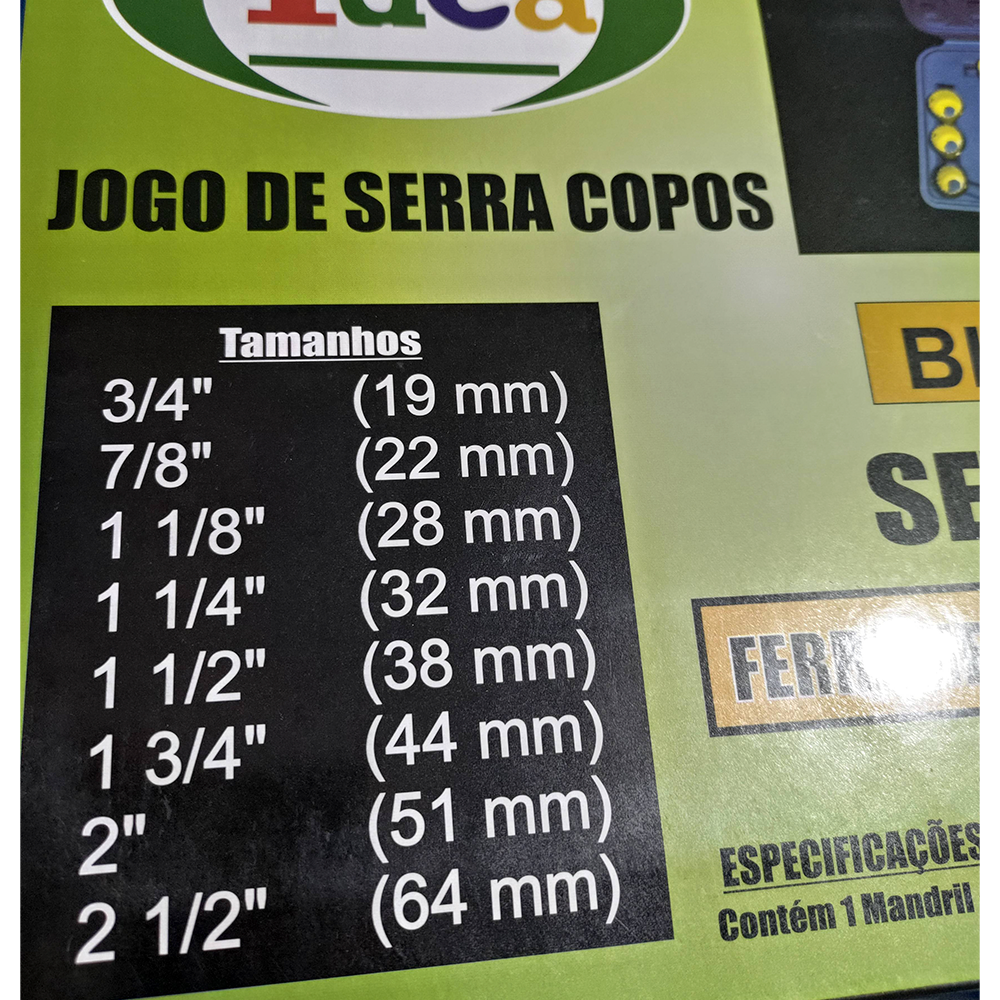 Idea
JOGO DE SERRA COPOS
Tamanhos
3/4" (19 mm)
7/8" (22 mm)
1 1/8" (28 mm)
1 1/4" (32 mm)
1 1/2" (38 mm)
1 3/4" (44 mm)
2" (51 mm)
2 1/2" (64 mm)
SE
ESPECIFICAÇÕES
Contém 1 Mandril